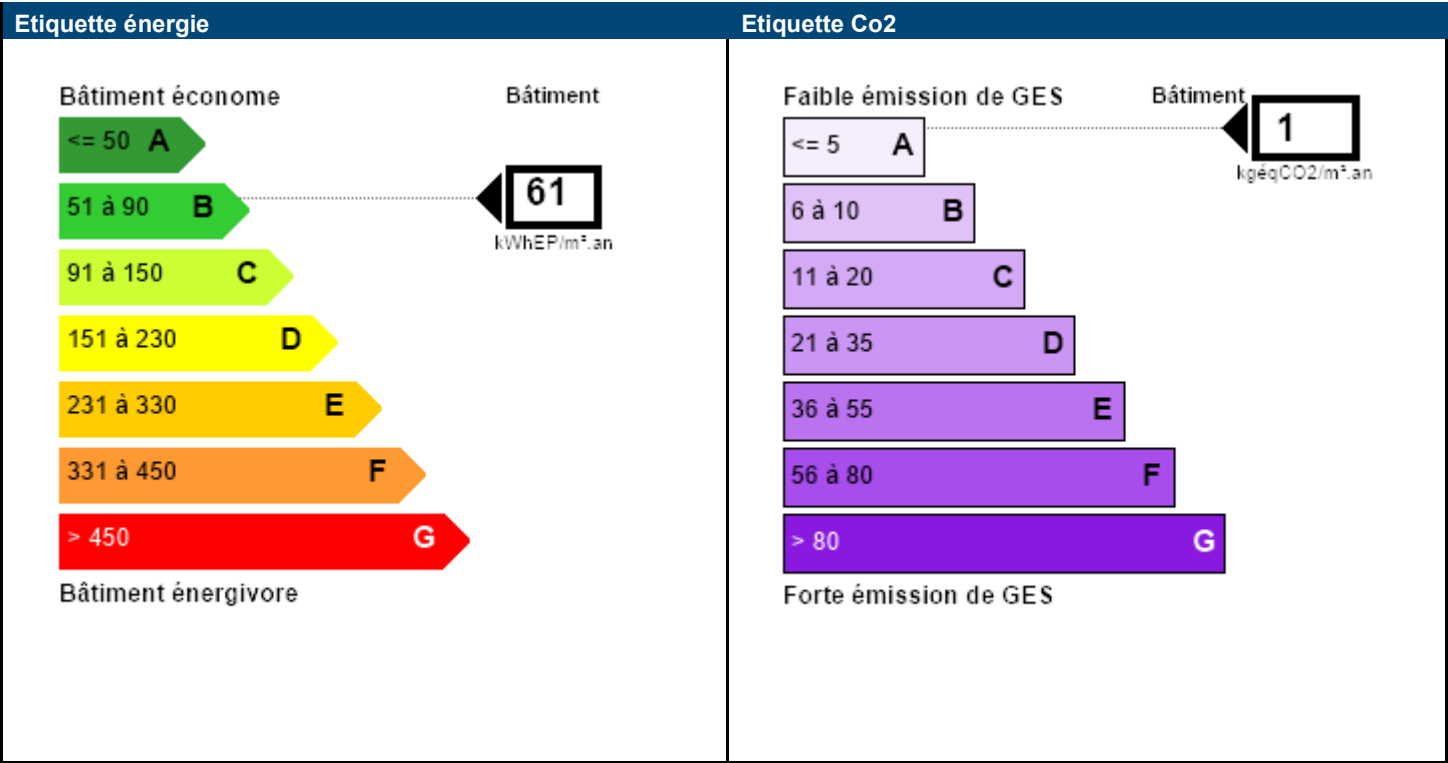 Etiquette énergie
Bâtiment économe
Bâtiment
<= 50 A
51 à 90 B
61
kWhEP/m².an
91 à 150 C
151 à 230 D
231 à 330 E
331 à 450 F
> 450 G
Bâtiment énergivore
Etiquette Co2
Faible émission de GES
Bâtiment
1
kgéqCO2/m².an
<= 5 A
6 à 10 B
11 à 20 C
21 à 35 D
36 à 55 E
56 à 80 F
> 80 G
Forte émission de GES